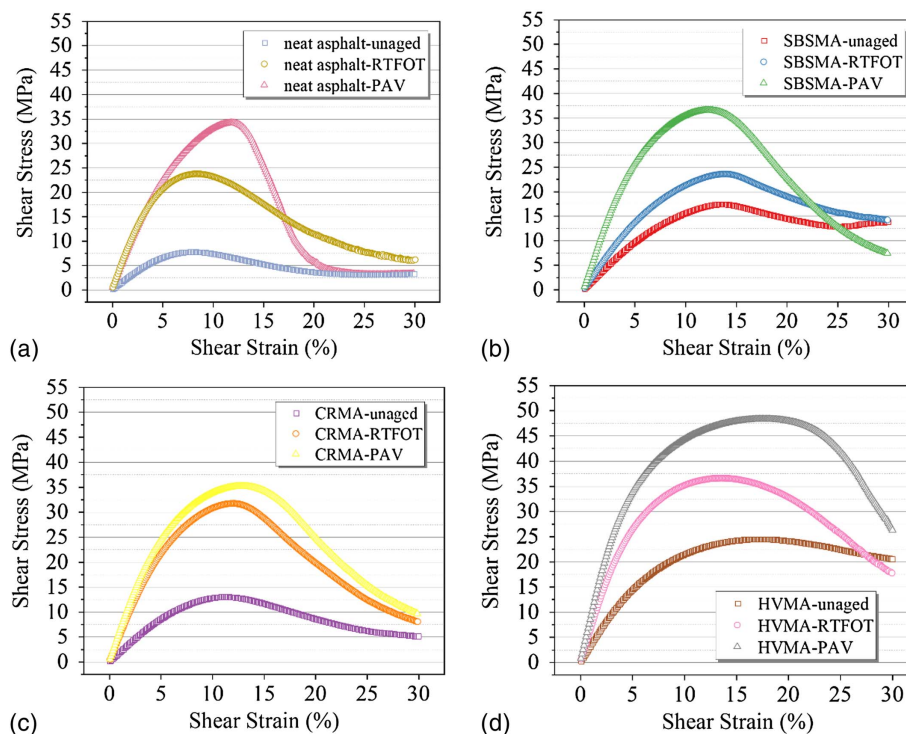 55
50
45
40
35
30
25
20
15
10
5
0
Shear Stress (MPa)
neat asphalt-unaged
neat asphalt-RTFOT
neat asphalt-PAV
0 5 10 15 20 25 30
Shear Strain (%)
(a)
55
50
45
40
35
30
25
20
15
10
5
0
Shear Stress (MPa)
SBSMA-unaged
SBSMA-RTFOT
SBSMA-PAV
0 5 10 15 20 25 30
Shear Strain (%)
(b)
55
50
45
40
35
30
25
20
15
10
5
0
Shear Stress (MPa)
CRMA-unaged
CRMA-RTFOT
CRMA-PAV
0 5 10 15 20 25 30
Shear Strain (%)
(c)
55
50
45
40
35
30
25
20
15
10
5
0
Shear Stress (MPa)
HVMA-unaged
HVMA-RTFOT
HVMA-PAV
0 5 10 15 20 25 30
Shear Strain (%)
(d)